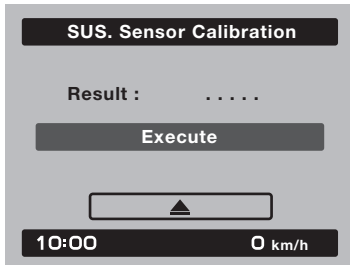 SUS. Sensor Calibration
Result : .....
Execute
10:00 0 km/h